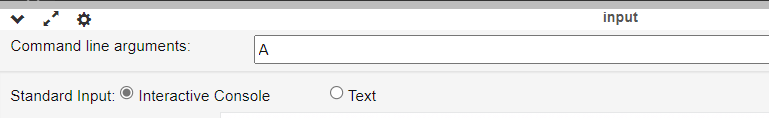 input
Command line arguments: A
Standard Input: Interactive Console Text